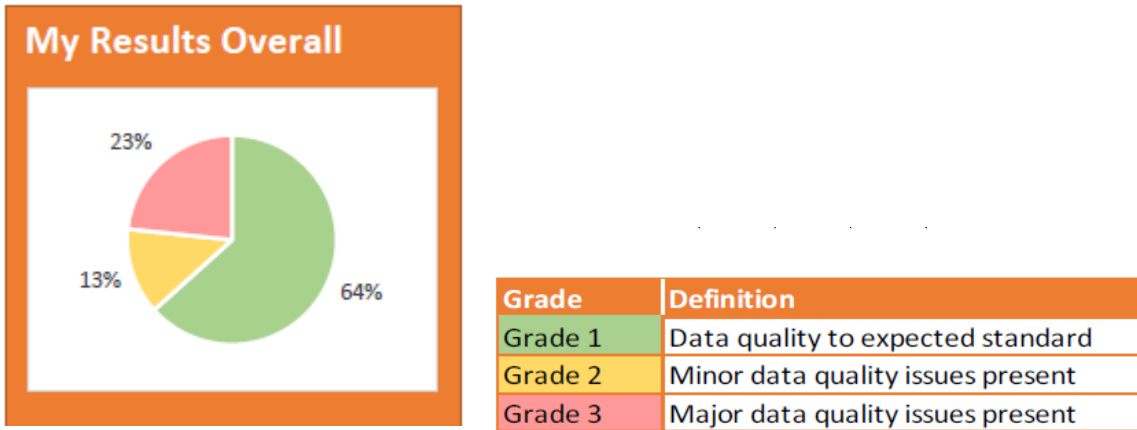 My Results Overall
23%
13%
64%
Grade Definition
Grade 1 Data quality to expected standard
Grade 2 Minor data quality issues present
Grade 3 Major data quality issues present